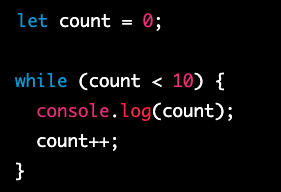 let count = 0;
while (count < 10) {
  console.log(count);
  count++;
}